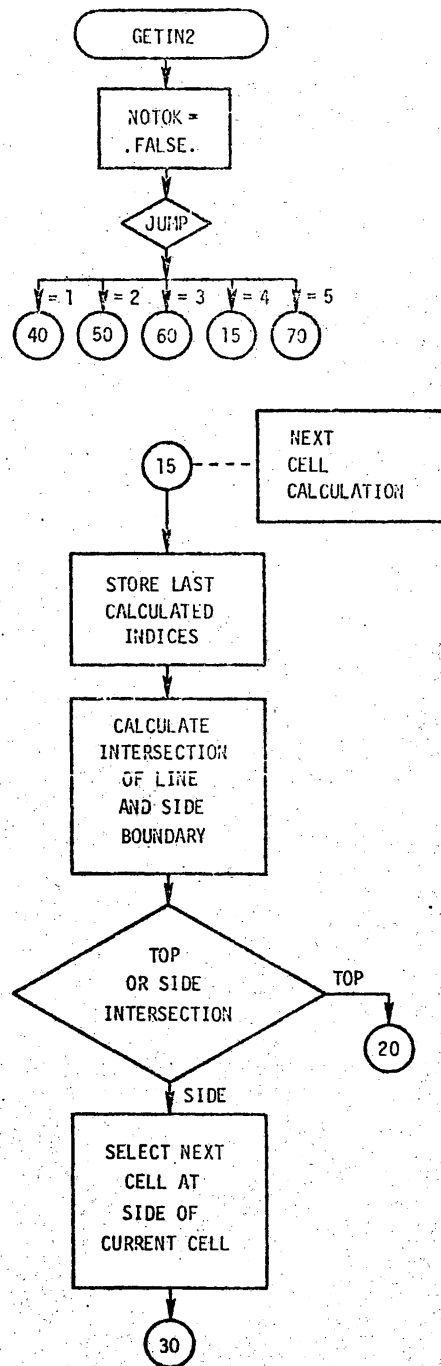 GETIN2
NOTOK =
.FALSE.
JUMP
= 1 = 2 = 3 = 4 = 5
40 50 60 15 70
15
NEXT
CELL
CALCULATION
STORE LAST
CALCULATED
INDICES
CALCULATE
INTERSECTION
OF LINE
AND SIDE
BOUNDARY
TOP
OR SIDE
INTERSECTION
TOP
20
SIDE
SELECT NEXT
CELL AT
SIDE OF
CURRENT CELL
30